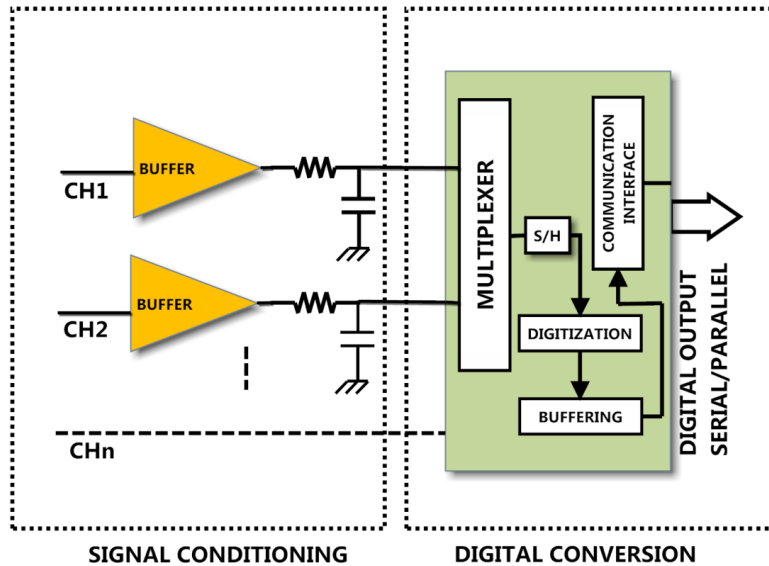 BUFFER
CH1
BUFFER
CH2
CHn
SIGNAL CONDITIONING
MULTIPLEXER
S/H
DIGITIZATION
BUFFERING
COMMUNICATION
INTERFACE
DIGITAL OUTPUT
SERIAL/PARALLEL
DIGITAL CONVERSION